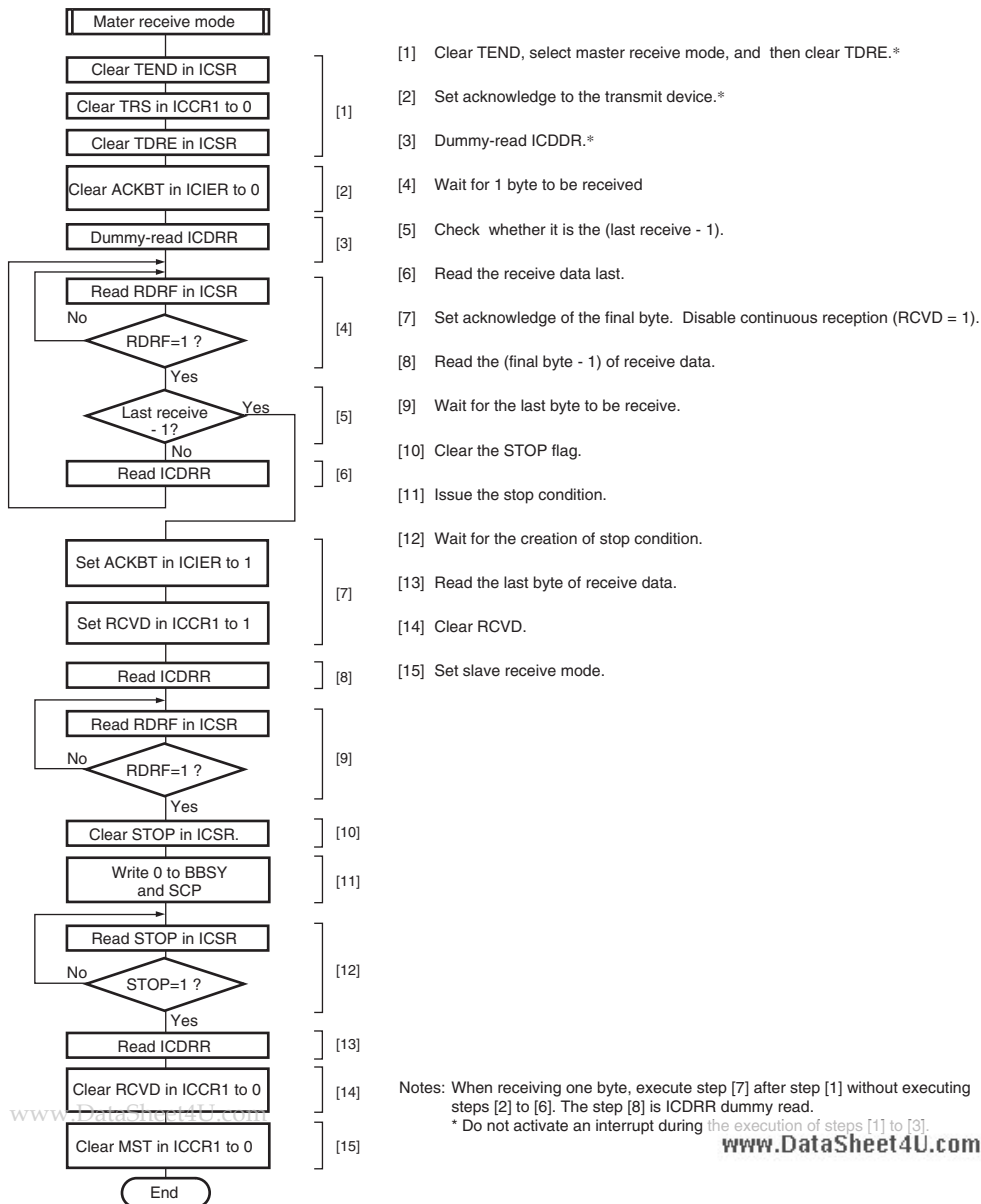 Mater receive mode
Clear TEND in ICSR
Clear TRS in ICCR1 to 0
Clear TDRE in ICSR
[1]
Clear ACKBT in ICIER to 0
[2]
Dummy-read ICDRR
[3]
Read RDRF in ICSR
No
RDRF=1 ?
[4]
Yes
Last receive
- 1?
Yes
[5]
No
Read ICDRR
[6]
Set ACKBT in ICIER to 1
[7]
Set RCVD in ICCR1 to 1
Read ICDRR
[8]
Read RDRF in ICSR
No
RDRF=1 ?
[9]
Yes
Clear STOP in ICSR.
[10]
Write 0 to BBSY
and SCP
[11]
Read STOP in ICSR
No
STOP=1 ?
[12]
Yes
Read ICDRR
[13]
Clear RCVD in ICCR1 to 0
[14]
www.DataSheet4U.com
Clear MST in ICCR1 to 0
[15]
End
[1] Clear TEND, select master receive mode, and then clear TDRE.*
[2] Set acknowledge to the transmit device.*
[3] Dummy-read ICDDR.*
[4] Wait for 1 byte to be received
[5] Check whether it is the (last receive - 1).
[6] Read the receive data last.
[7] Set acknowledge of the final byte. Disable continuous reception (RCVD = 1).
[8] Read the (final byte - 1) of receive data.
[9] Wait for the last byte to be receive.
[10] Clear the STOP flag.
[11] Issue the stop condition.
[12] Wait for the creation of stop condition.
[13] Read the last byte of receive data.
[14] Clear RCVD.
[15] Set slave receive mode.
Notes: When receiving one byte, execute step [7] after step [1] without executing
steps [2] to [6]. The step [8] is ICDRR dummy read.
* Do not activate an interrupt during the execution of steps [1] to [3].
www.DataSheet4U.com